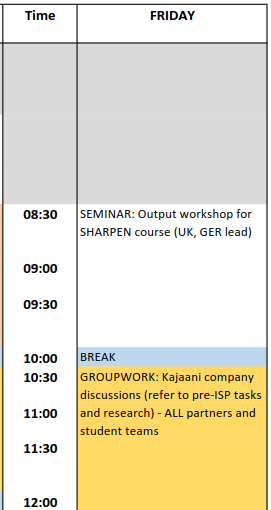 Time FRIDAY
08:30 SEMINAR: Output workshop for
SHARPEN course (UK, GER lead)
09:00
09:30
10:00 BREAK
10:30 GROUPWORK: Kajaani company
discussions (refer to pre-ISP tasks
11:00 and research) - ALL partners and
student teams
11:30
12:00